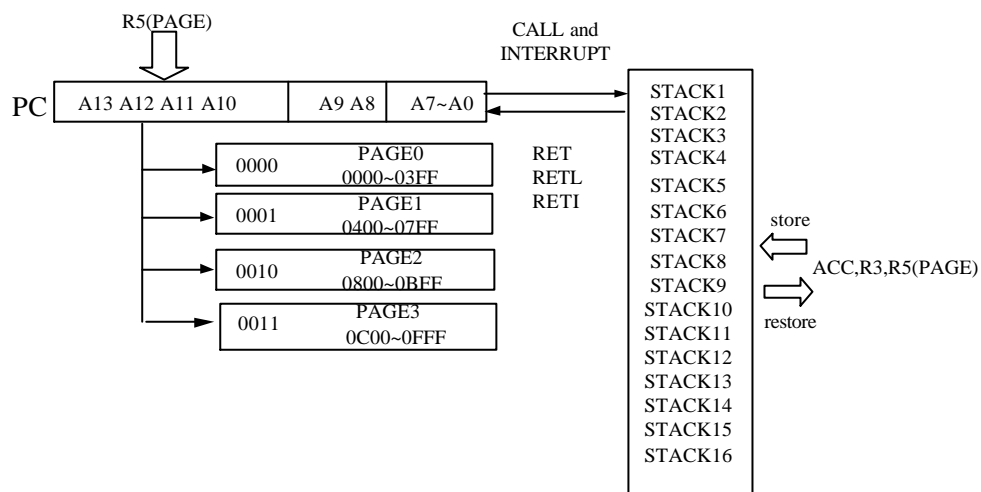 R5(PAGE)
CALL and
INTERRUPT
PC
A13 A12 A11 A10
A9 A8
A7~A0
0000
PAGE0
0000~03FF
0001
PAGE1
0400~07FF
0010
PAGE2
0800~0BFF
0011
PAGE3
0C00~0FFF
RET
RETL
RETI
STACK1
STACK2
STACK3
STACK4
STACK5
STACK6
STACK7
STACK8
STACK9
STACK10
STACK11
STACK12
STACK13
STACK14
STACK15
STACK16
store
ACC,R3,R5(PAGE)
restore